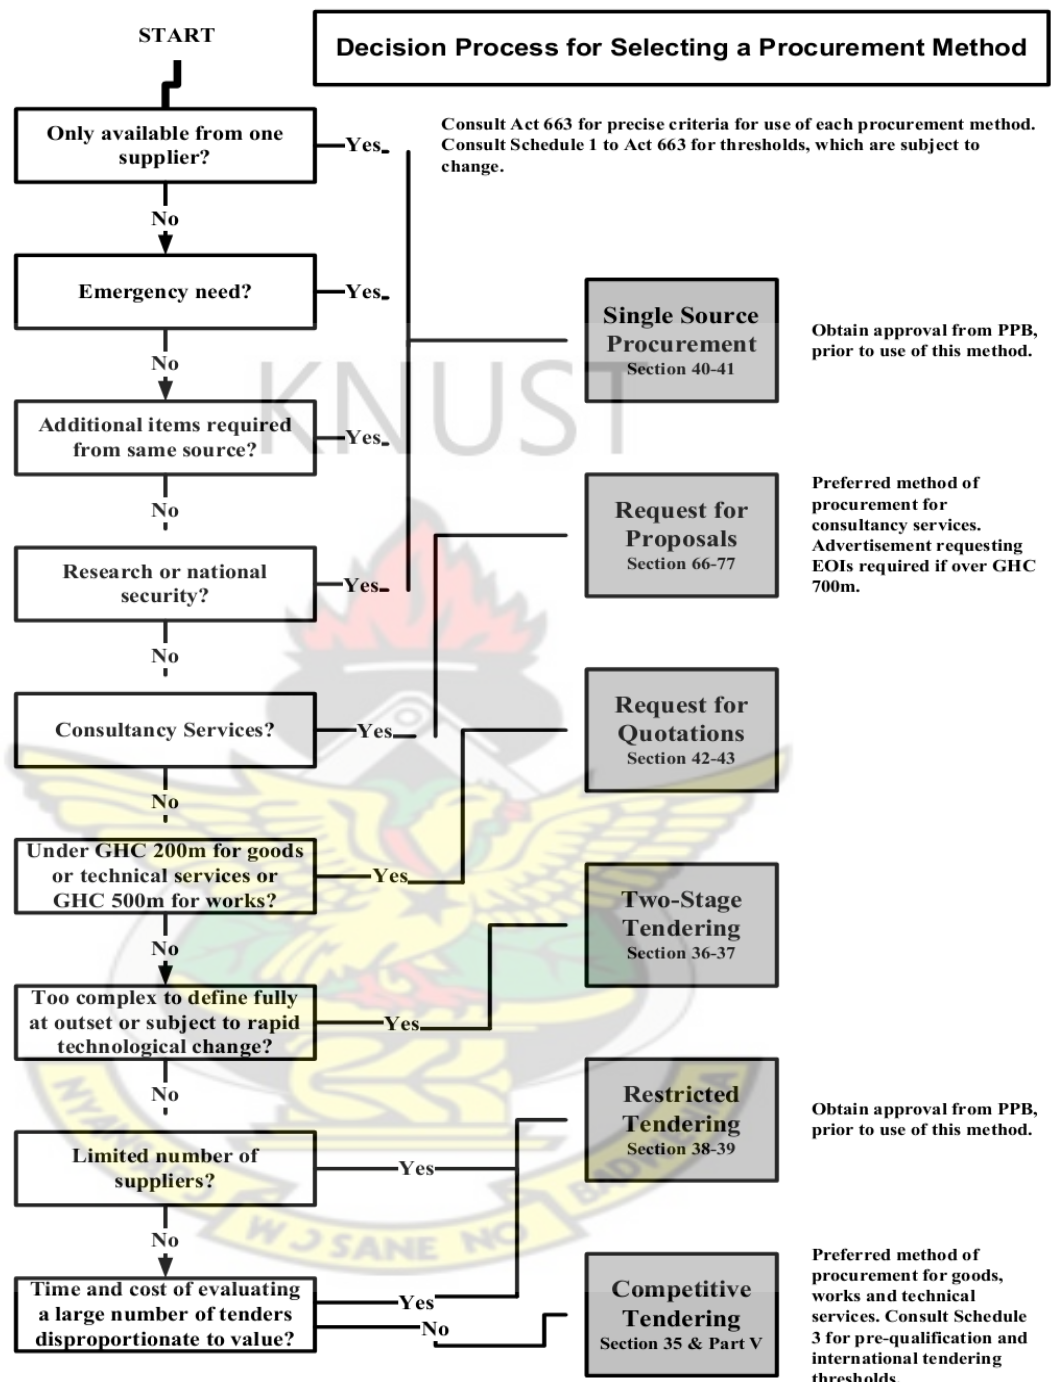 START
Decision Process for Selecting a Procurement Method
Only available from one
supplier?
Yes
Consult Act 663 for precise criteria for use of each procurement method.
Consult Schedule 1 to Act 663 for thresholds, which are subject to
change.
No
Emergency need?
Yes
Single Source
Procurement
Section 40-41
Obtain approval from PPB,
prior to use of this method.
No
KNUST
Additional items required
from same source?
Yes
No
Request for
Proposals
Section 66-77
Preferred method of
procurement for
consultancy services.
Advertisement requesting
EOIs required if over GHC
700m.
Research or national
security?
Yes
No
Consultancy Services?
Yes
Request for
Quotations
Section 42-43
No
Under GHC 200m for goods
or technical services or
GHC 500m for works?
Yes
Two-Stage
Tendering
Section 36-37
No
Too complex to define fully
at outset or subject to rapid
technological change?
Yes
No
Restricted
Tendering
Section 38-39
Obtain approval from PPB,
prior to use of this method.
Limited number of
suppliers?
Yes
No
W J SANE NO
Time and cost of evaluating
a large number of tenders
disproportionate to value?
Yes
No
Competitive
Tendering
Section 35 & Part V
Preferred method of
procurement for goods,
works and technical
services. Consult Schedule
3 for pre-qualification and
international tendering
thresholds.